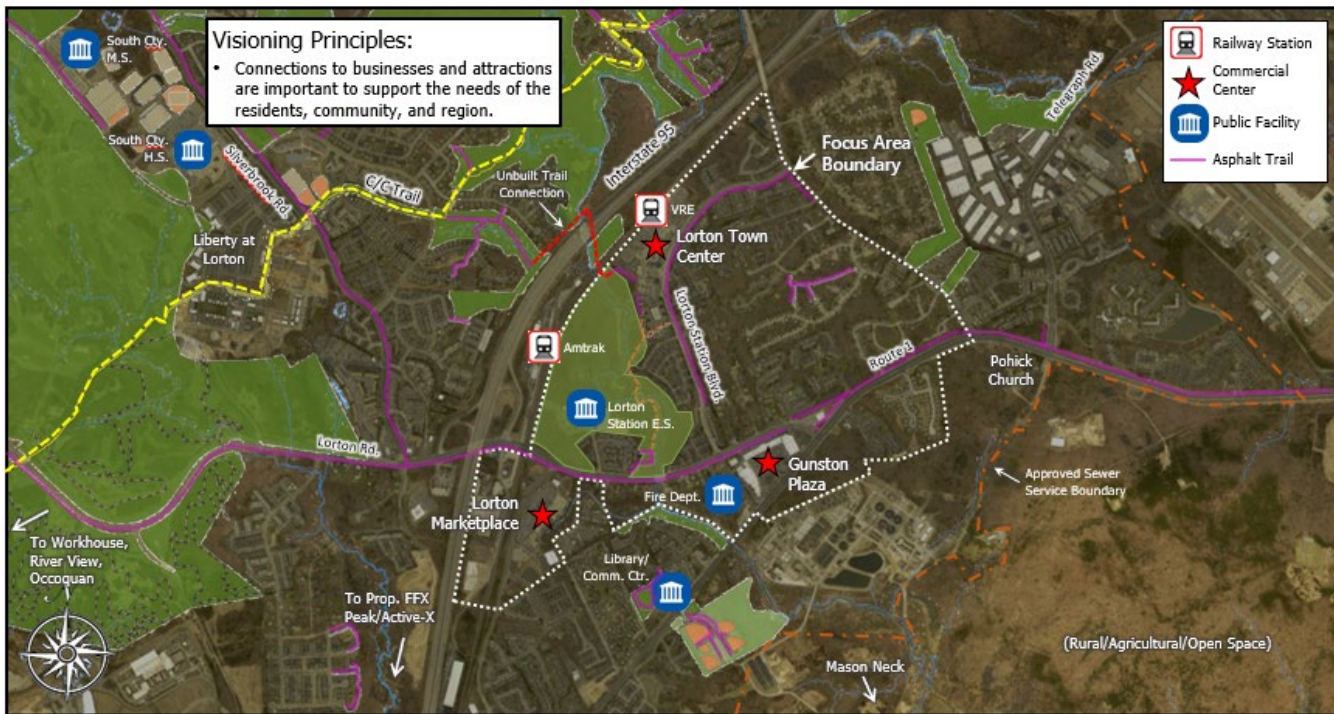 South Cty.
M.S.
Visioning Principles:
• Connections to businesses and attractions
are important to support the needs of the
residents, community, and region.
Railway Station
Commercial
Center
Public Facility
Asphalt Trail
Telegraph Rd.
South Cty.
H.S.
Silverbrook Rd.
C/C Trail
Unbuilt Trail
Connection
Interstate 95
Focus Area
Boundary
VRE
Lorton Town
Center
Liberty at
Lorton
Amtrak
Lorton Station Blvd.
Route 1
Pohick
Church
Lorton
Station E.S.
Lorton Rd.
Gunston
Plaza
Fire Dept.
Approved Sewer
Service Boundary
Lorton
Marketplace
To Workhouse,
River View,
Occoquan
Library/
Comm. Ctr.
To Prop. FFX
Peak/Active-X
(Rural/Agricultural/Open Space)
Mason Neck